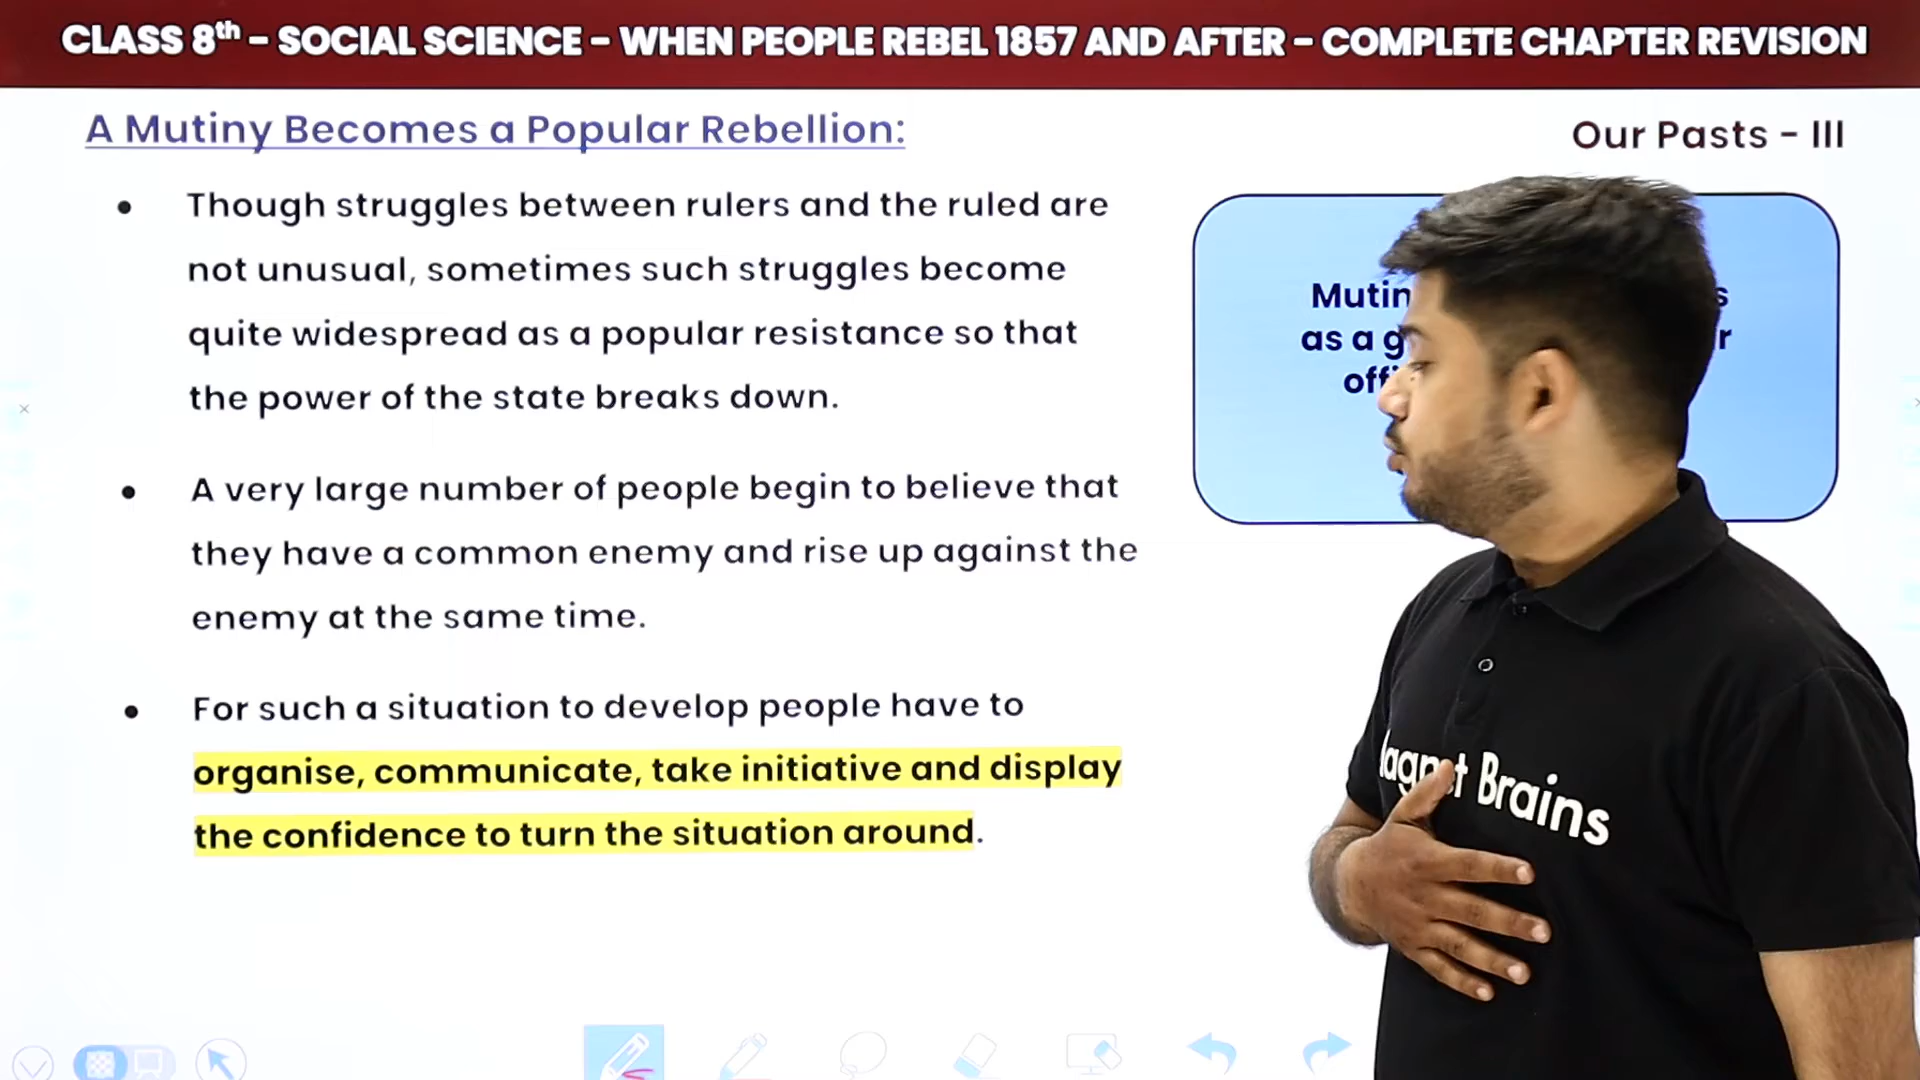 CLASS 8th – SOCIAL SCIENCE – WHEN PEOPLE REBEL 1857 AND AFTER – COMPLETE CHAPTER REVISION
A Mutiny Becomes a Popular Rebellion:
Our Pasts – III
• Though struggles between rulers and the ruled are
not unusual, sometimes such struggles become
quite widespread as a popular resistance so that
the power of the state breaks down.
• A very large number of people begin to believe that
they have a common enemy and rise up against the
enemy at the same time.
• For such a situation to develop people have to
organise, communicate, take initiative and display
the confidence to turn the situation around.
as a
Brains